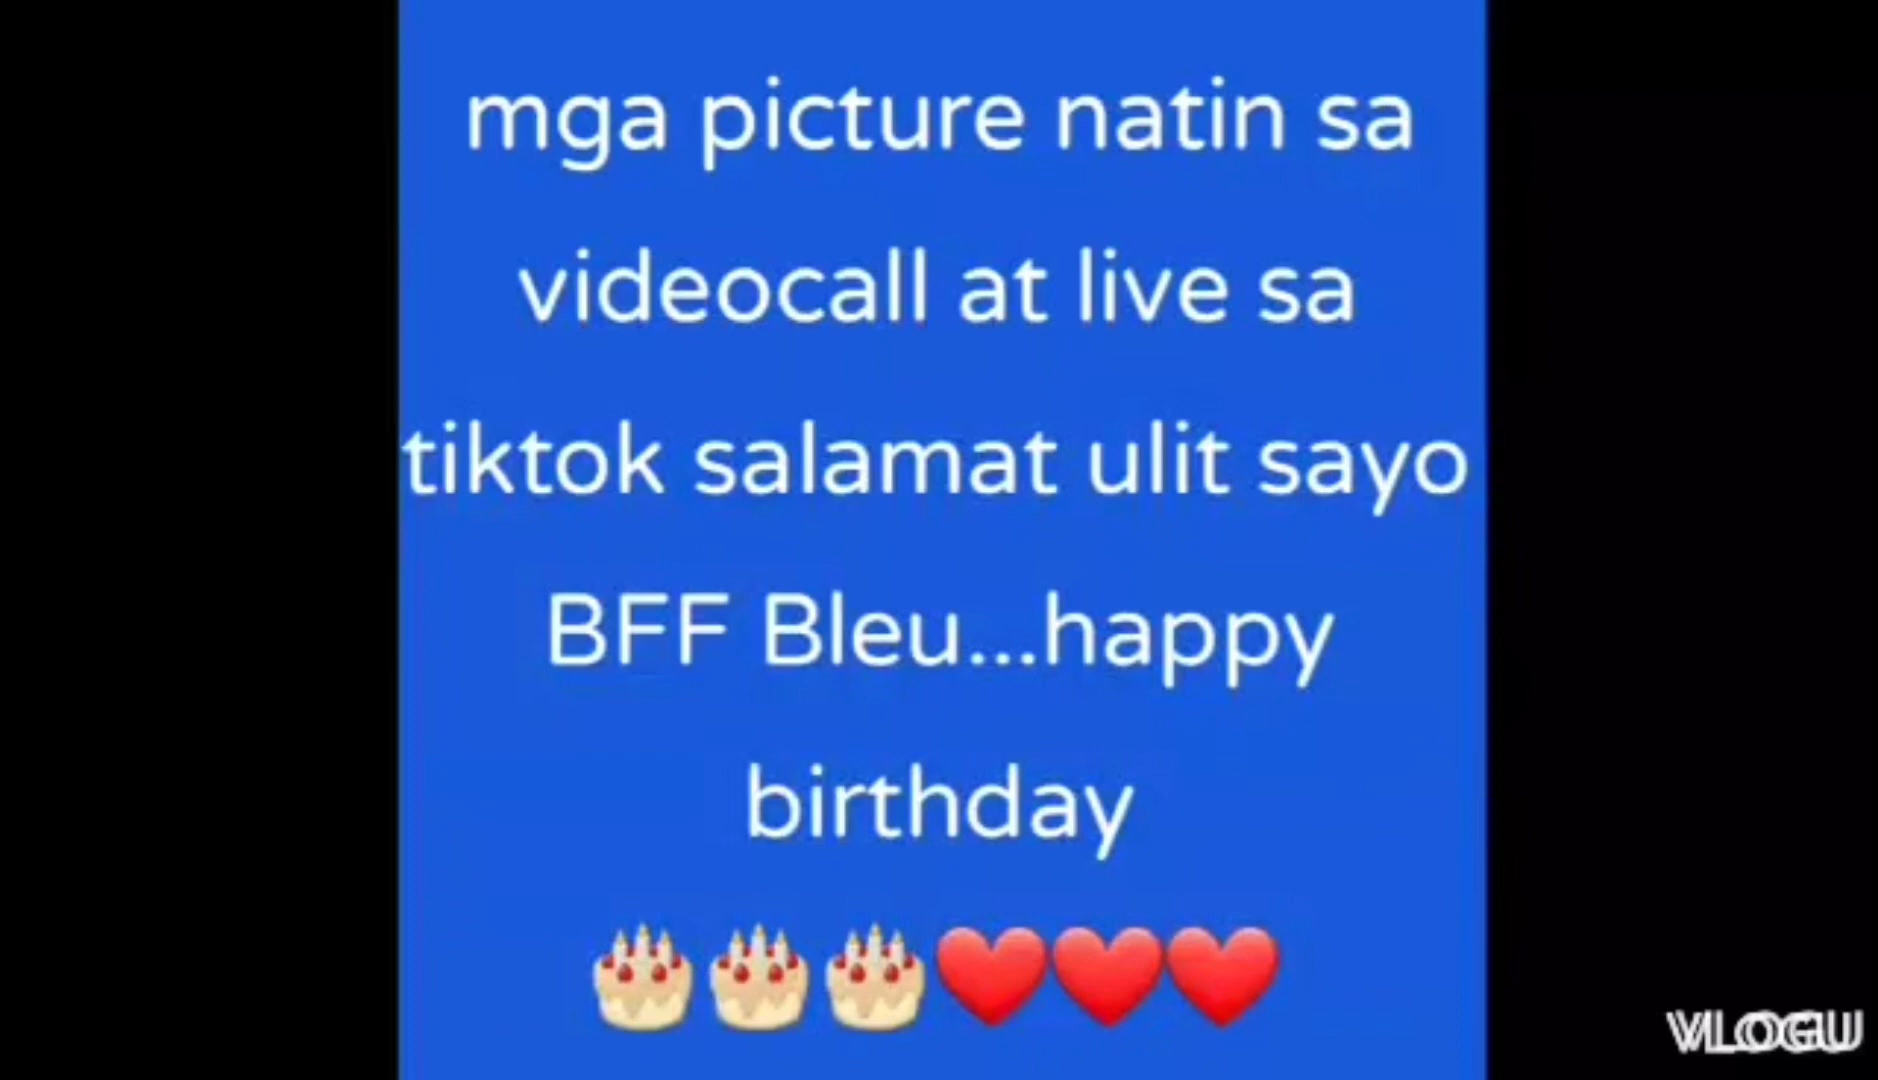 mga picture natin sa
videocall at live sa
tiktok salamat ulit sayo
BFF Bleu...happy
birthday
🎂🎂🎂❤️❤️❤️
VLOGU